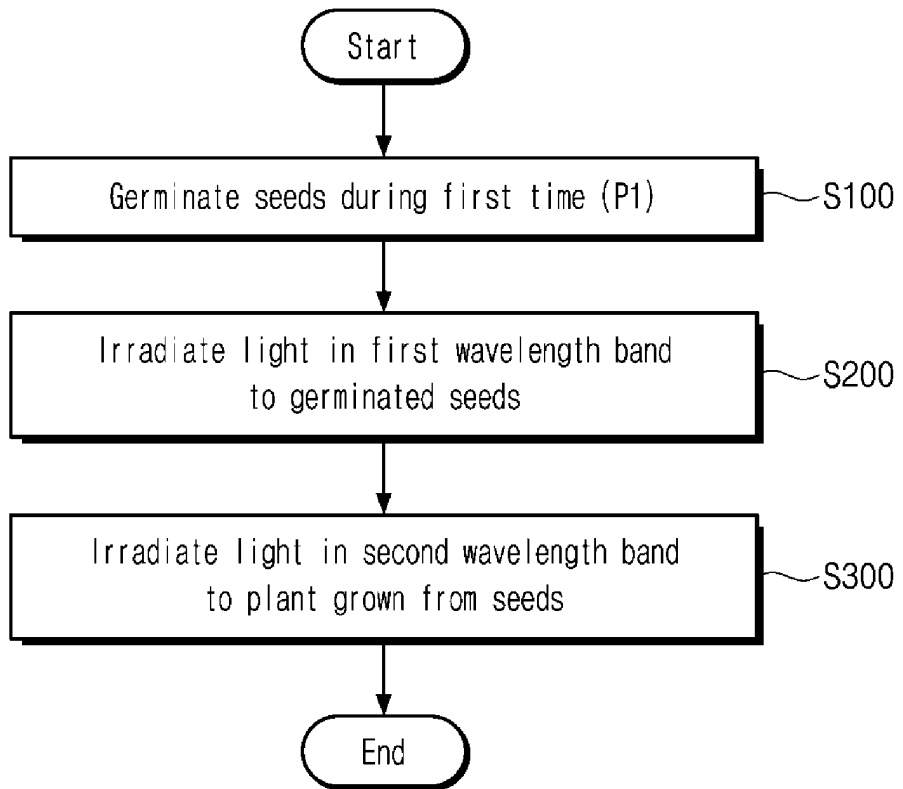 Start
Germinate seeds during first time (P1)
S100
Irradiate light in first wavelength band
to germinated seeds
S200
Irradiate light in second wavelength band
to plant grown from seeds
S300
End